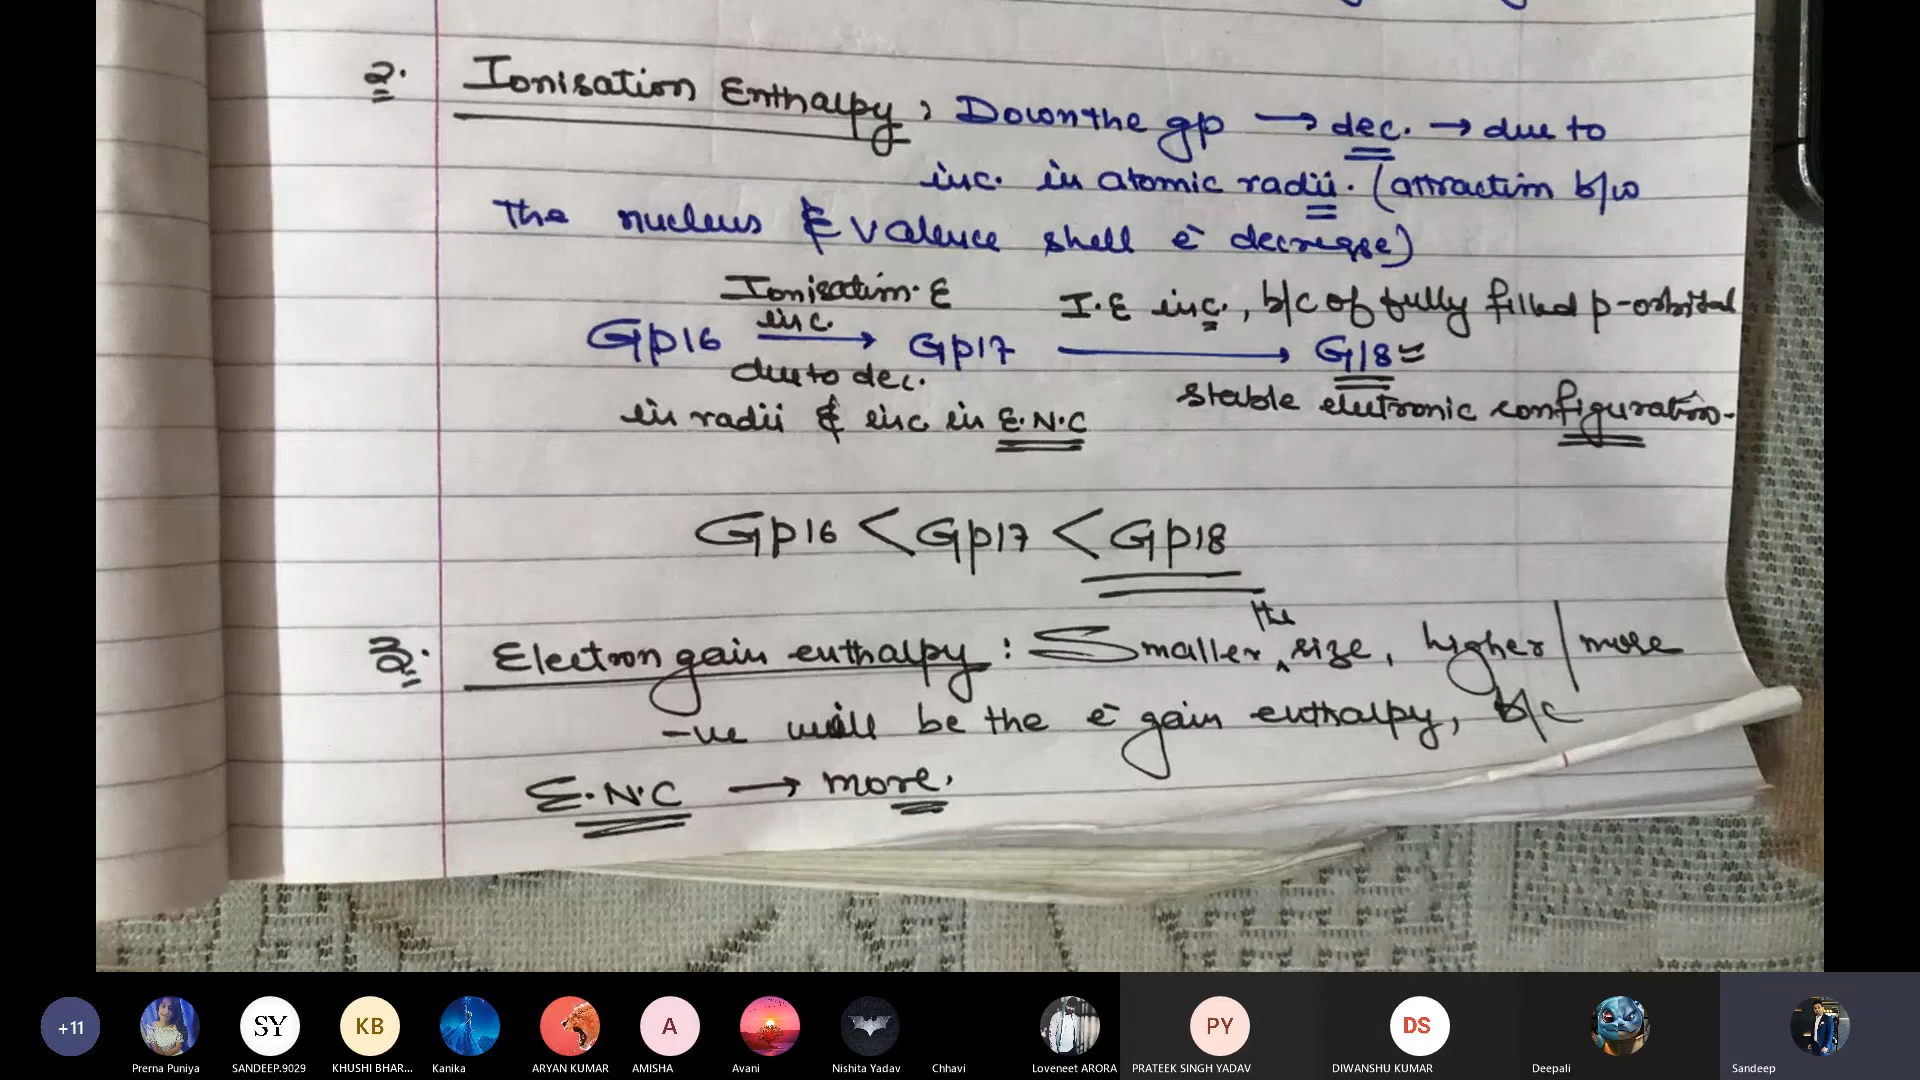 2. Ionisation Enthalpy, Down the gp → dec. → due to
inc. in atomic radii. (attraction b/w
the nucleus & valence shell e⁻ decrease)
Ionisation. E
I.E inc., b/c of fully filled p-orbital
Gp16 inc. → Gp17 → G18
due to dec.
in radii & inc in E.N.C
stable elutronic configuration.
Gp16 < Gp17 < Gp18
3. Electron gain enthalpy : Smaller the size, higher/more
-ve will be the e⁻ gain enthalpy, b/c
E.N.C → more.
+11
SY
KB
A
PY
DS
Prerna Puniya
SANDEEP.9029
KHUSHI BHAR...
Kanika
ARYAN KUMAR
AMISHA
Avani
Nishita Yadav
Chhavi
Loveneet ARORA
PRATEEK SINGH YADAV
DIWANSHU KUMAR
Deepali
Sandeep